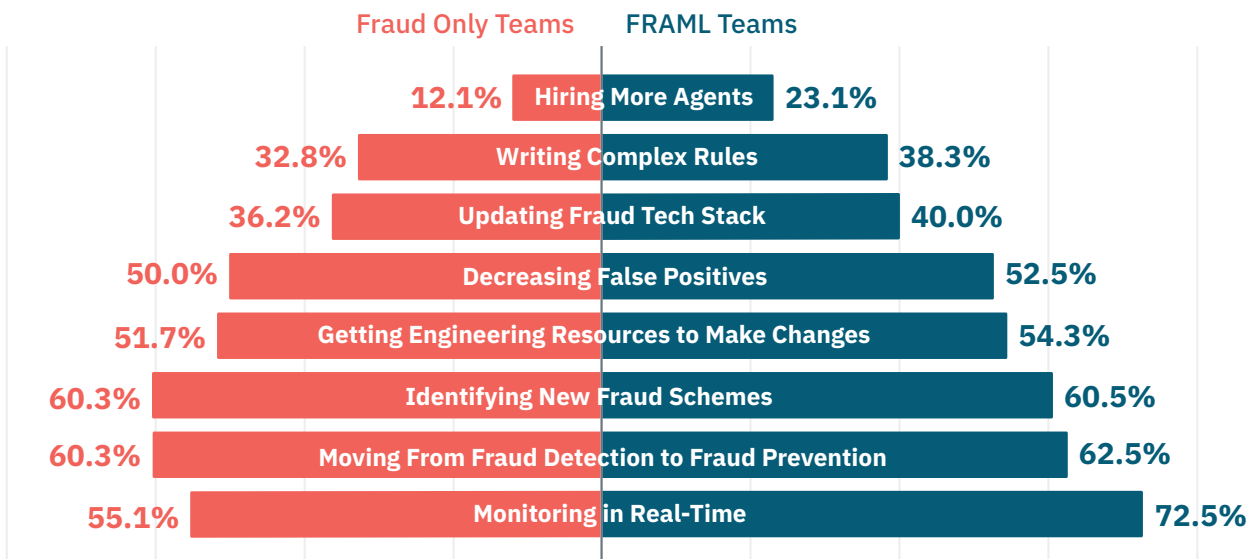 Fraud Only Teams FRAML Teams
12.1% Hiring More Agents 23.1%
32.8% Writing Complex Rules 38.3%
36.2% Updating Fraud Tech Stack 40.0%
50.0% Decreasing False Positives 52.5%
51.7% Getting Engineering Resources to Make Changes 54.3%
60.3% Identifying New Fraud Schemes 60.5%
60.3% Moving From Fraud Detection to Fraud Prevention 62.5%
55.1% Monitoring in Real-Time 72.5%